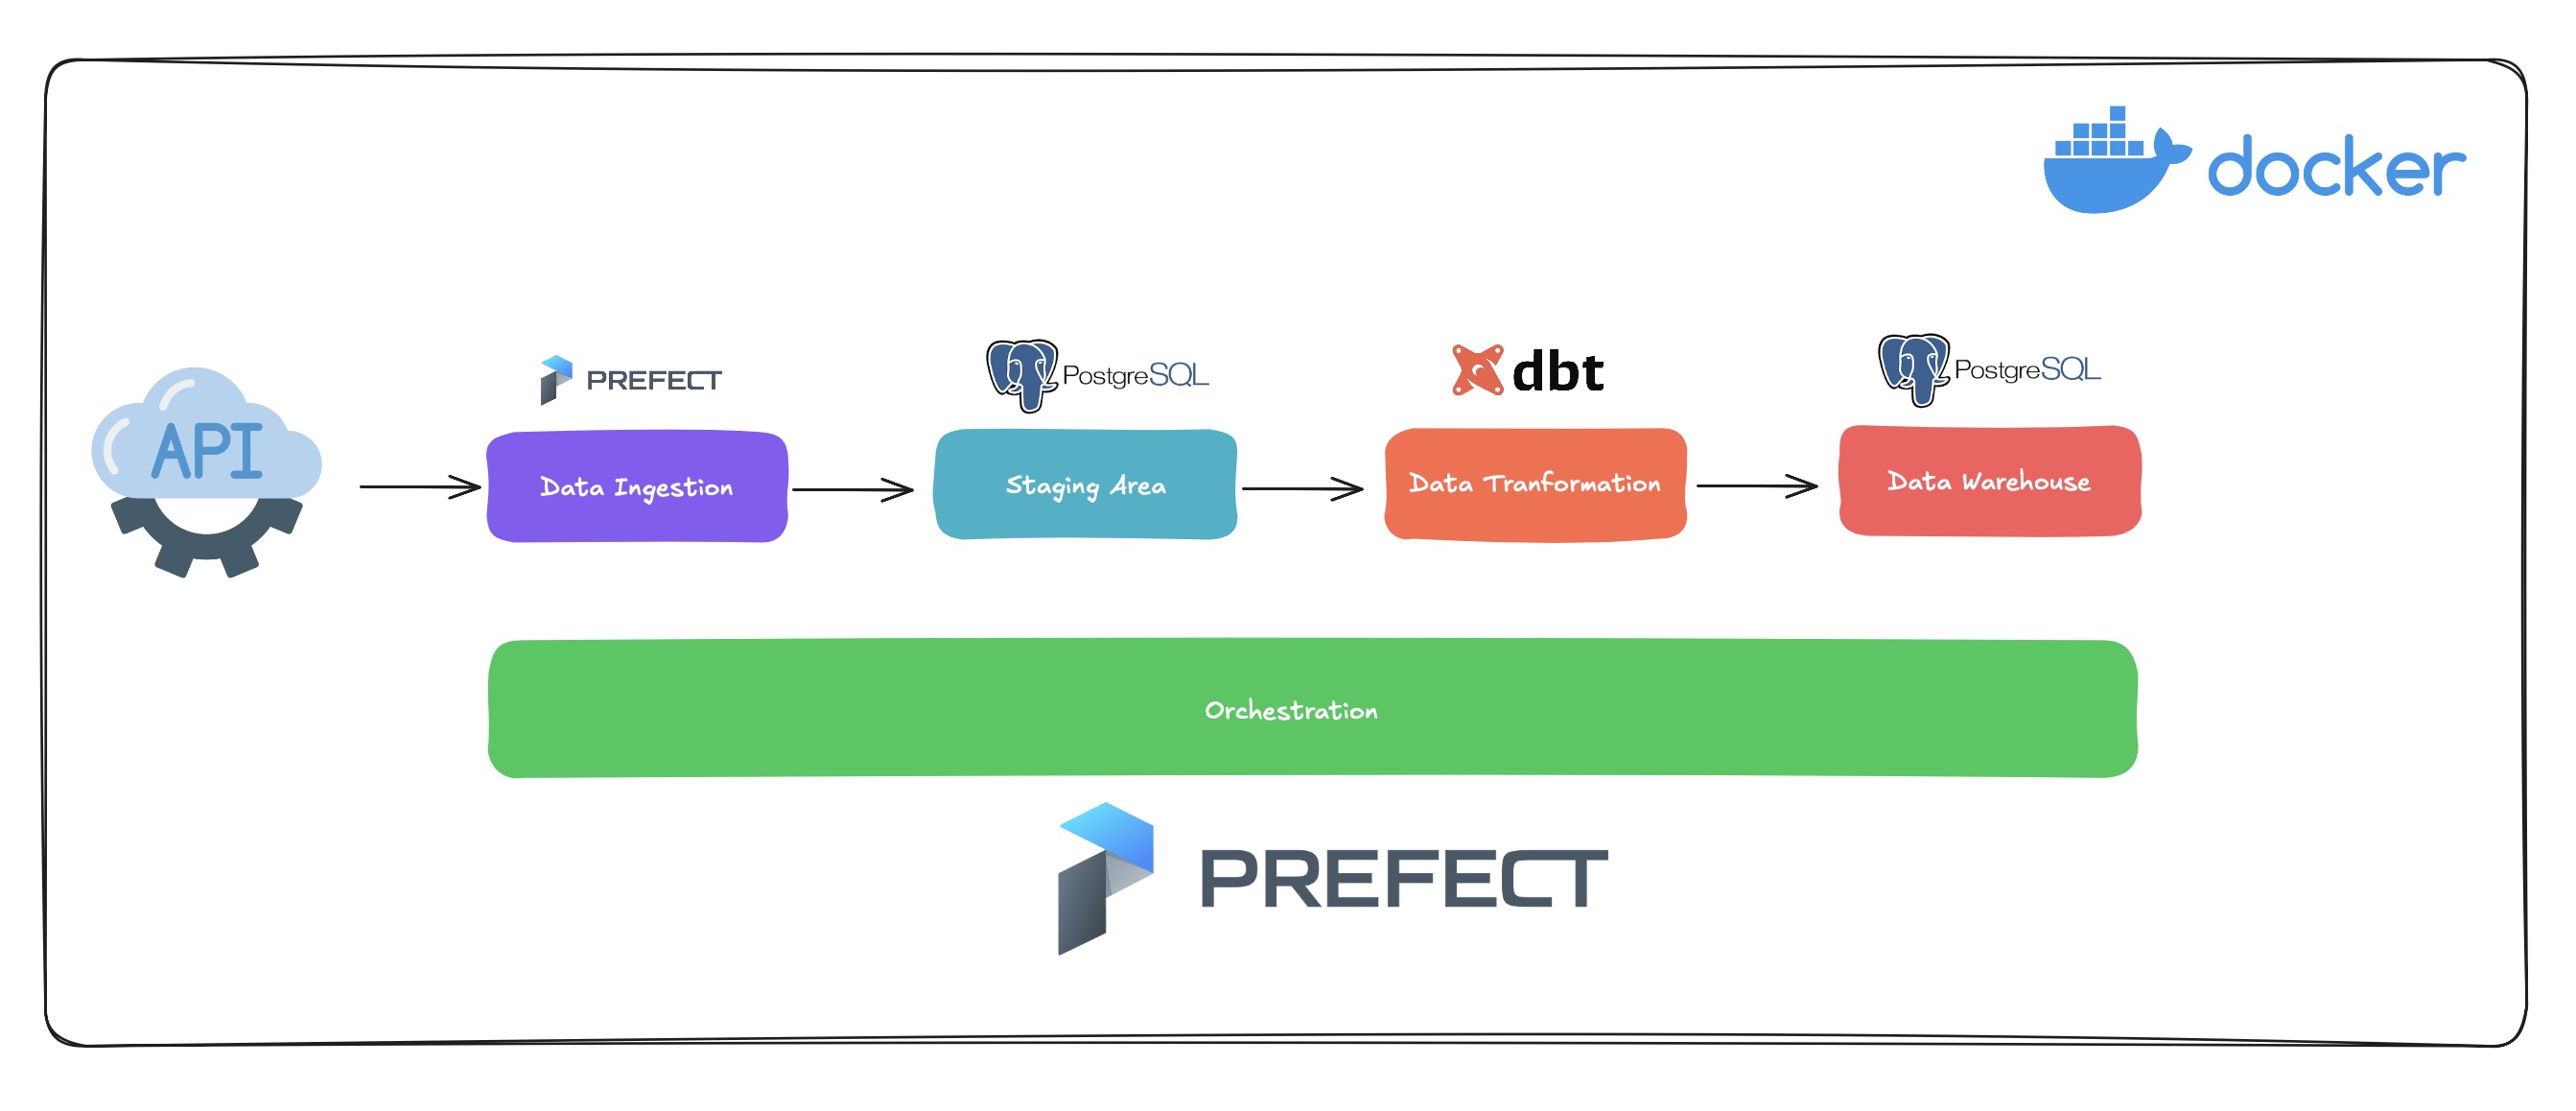 docker
API
PREFECT
PostgreSQL
dbt
PostgreSQL
Data Ingestion
Staging Area
Data Tranformation
Data Warehouse
Orchestration
PREFECT